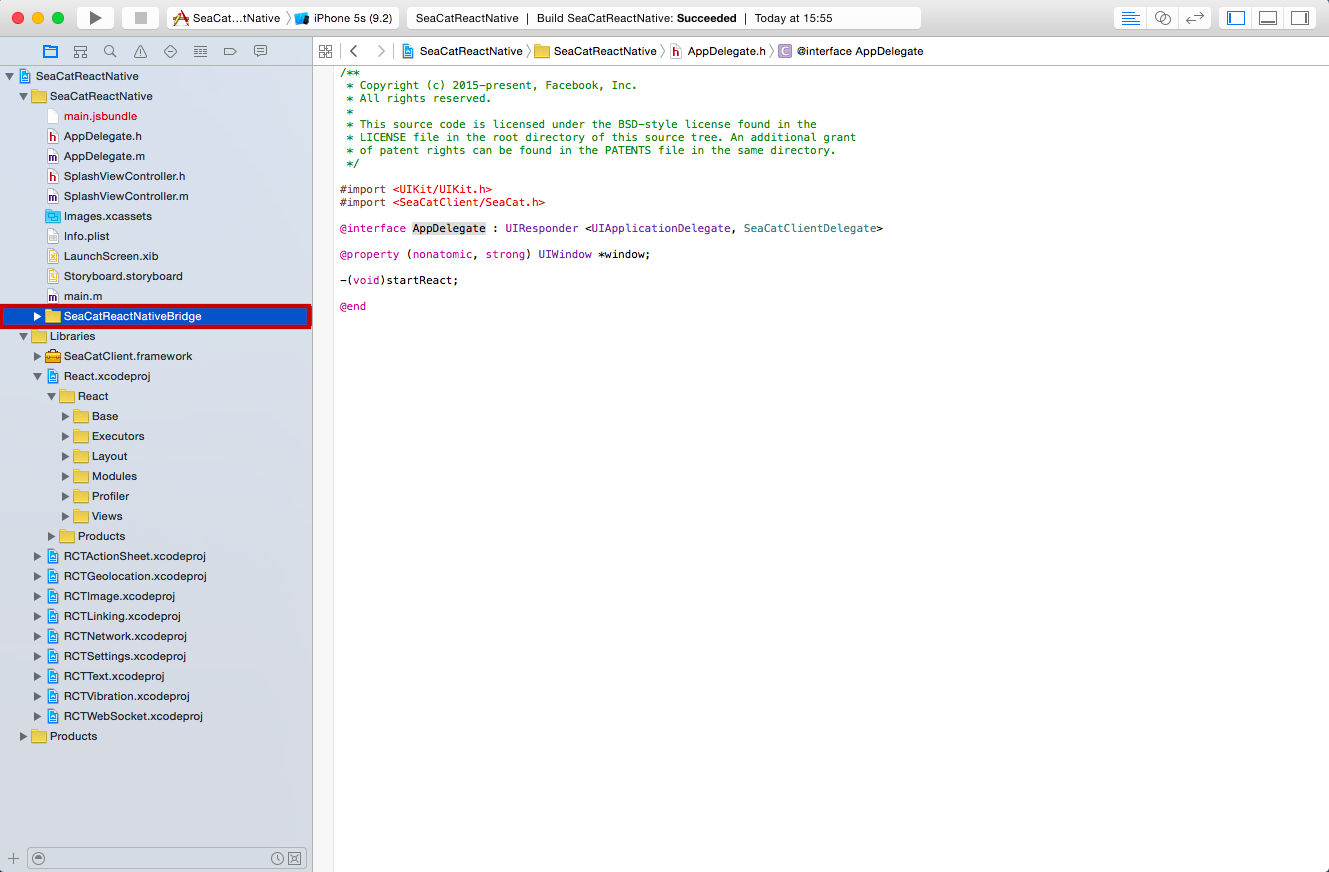 SeaCat...tNative 〉 iPhone 5s (9.2)
SeaCatReactNative | Build SeaCatReactNative: Succeeded | Today at 15:55
SeaCatReactNative 〉 SeaCatReactNative 〉 h AppDelegate.h 〉 C @interface AppDelegate
SeaCatReactNative
SeaCatReactNative
main.jsbundle
h AppDelegate.h
m AppDelegate.m
h SplashViewController.h
m SplashViewController.m
Images.xcassets
Info.plist
LaunchScreen.xib
Storyboard.storyboard
m main.m
SeaCatReactNativeBridge
Libraries
SeaCatClient.framework
React.xcodeproj
React
Base
Executors
Layout
Modules
Profiler
Views
Products
RCTActionSheet.xcodeproj
RCTGeolocation.xcodeproj
RCTImage.xcodeproj
RCTLinking.xcodeproj
RCTNetwork.xcodeproj
RCTSettings.xcodeproj
RCTText.xcodeproj
RCTVibration.xcodeproj
RCTWebSocket.xcodeproj
Products
/**
* Copyright (c) 2015-present, Facebook, Inc.
* All rights reserved.
*
* This source code is licensed under the BSD-style license found in the
* LICENSE file in the root directory of this source tree. An additional grant
* of patent rights can be found in the PATENTS file in the same directory.
*/
#import <UIKit/UIKit.h>
#import <SeaCatClient/SeaCat.h>
@interface AppDelegate : UIResponder <UIApplicationDelegate, SeaCatClientDelegate>
@property (nonatomic, strong) UIWindow *window;
-(void)startReact;
@end